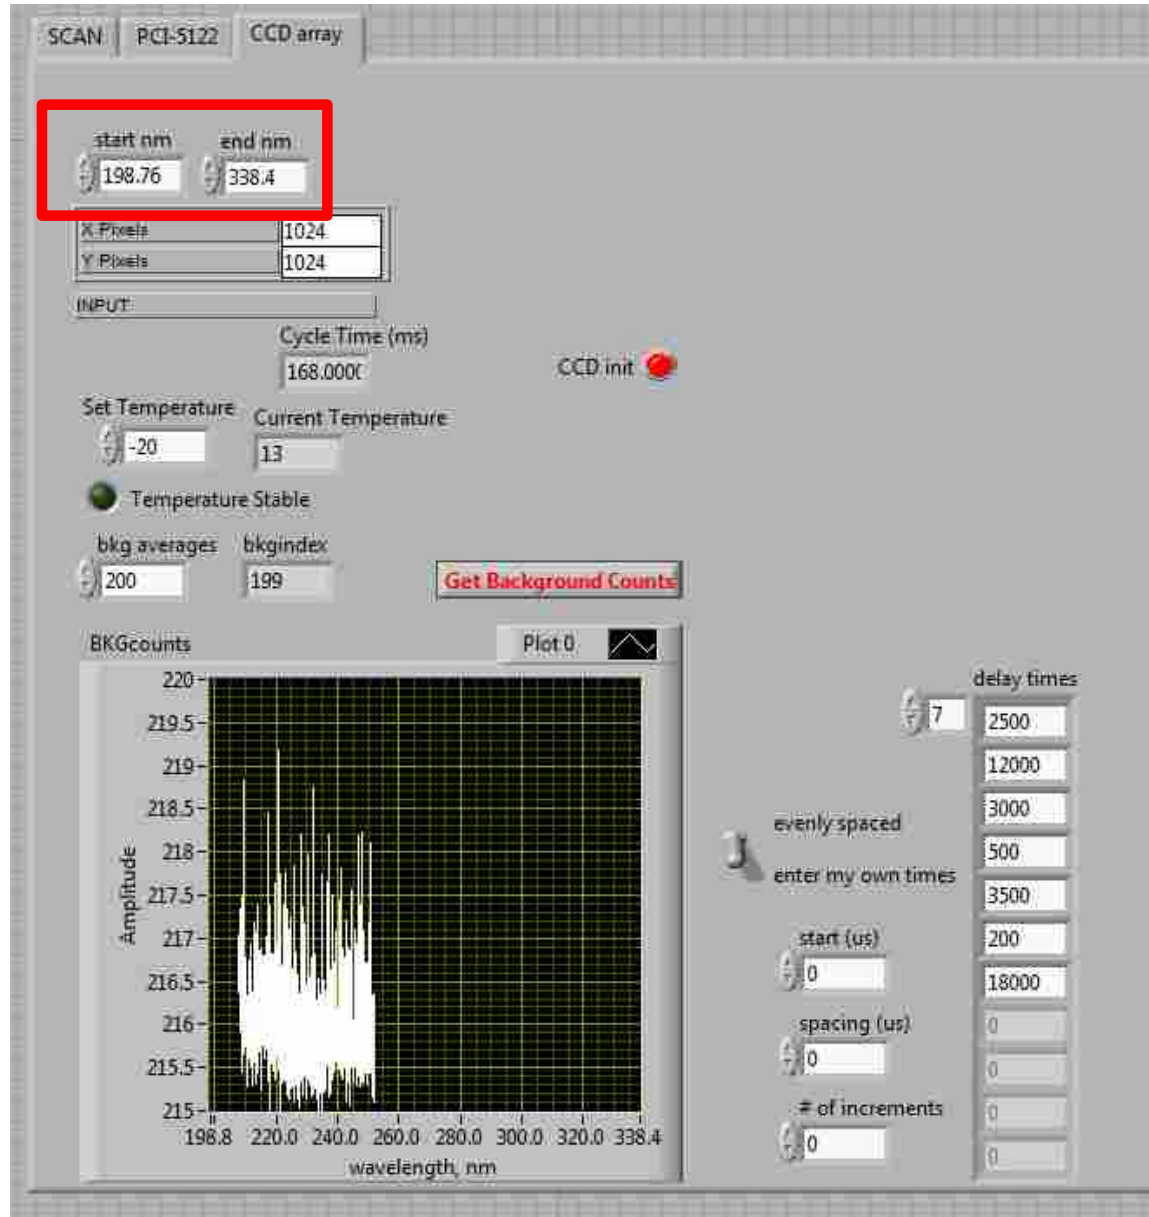 SCAN PCI-5122 CCD array
start nm end nm
198.76 338.4
X Pixels 1024
Y Pixels 1024
INPUT
Cycle Time (ms)
168.0000
CCD init
Set Temperature Current Temperature
-20 13
Temperature Stable
bkg averages bkgindex
200 199
Get Background Counts
BKGcounts Plot 0
220
219.5
219
218.5
218
217.5
217
216.5
216
215.5
215
Amplitude
198.8 220.0 240.0 260.0 280.0 300.0 320.0 338.4
wavelength, nm
delay times
7 2500
12000
3000
500
3500
200
18000
0
0
0
0
evenly spaced
enter my own times
start (us)
0
spacing (us)
0
# of increments
0